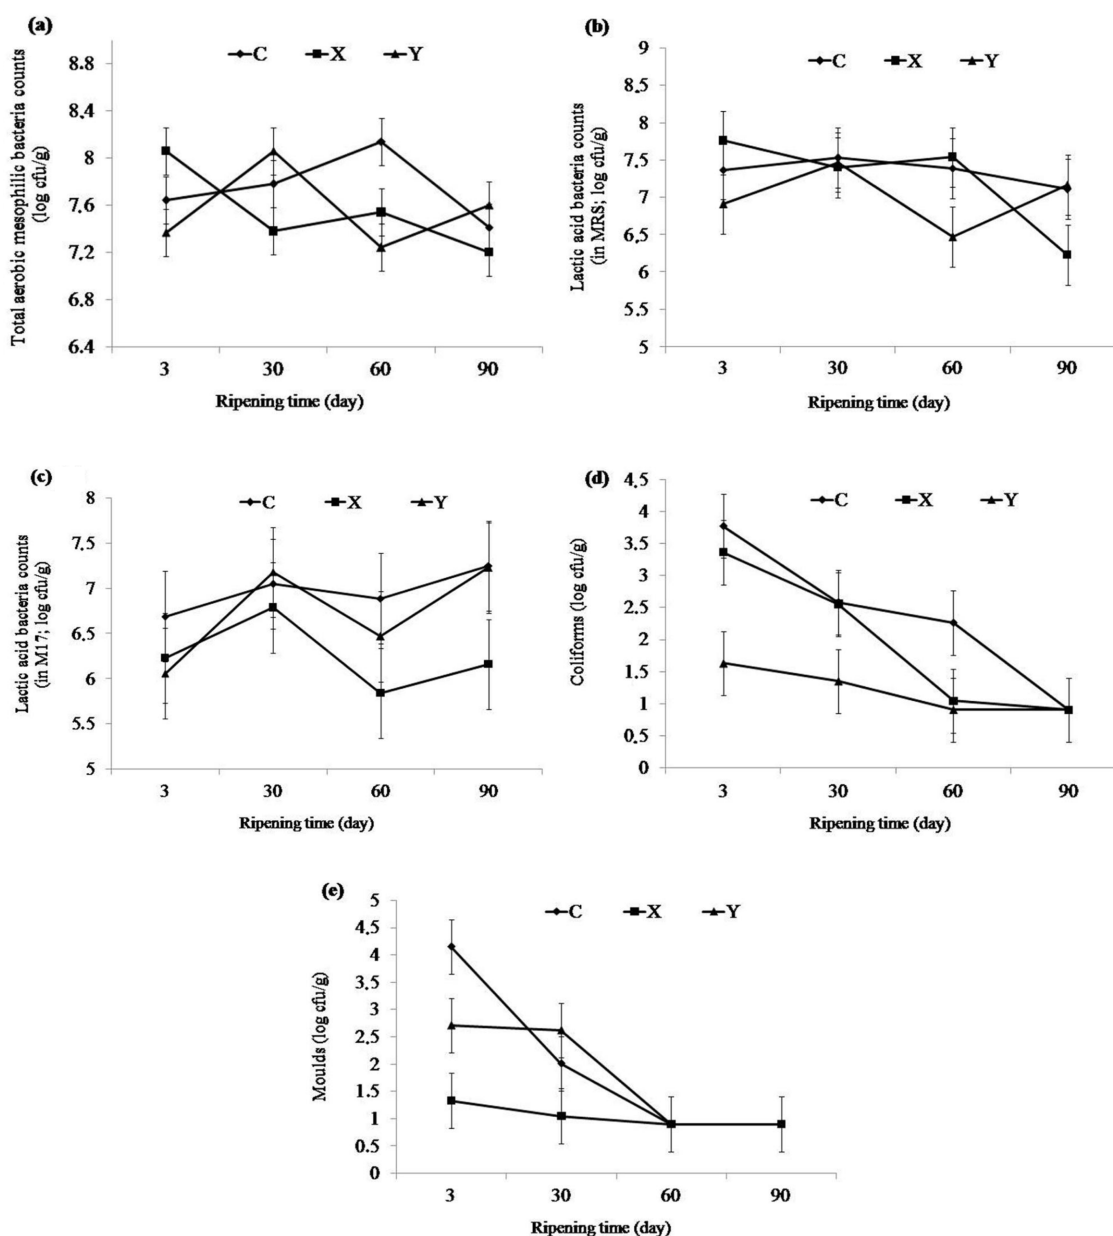 (a)
C X Y
Total aerobic mesophilic bacteria counts
(log cfu/g)
8.8
8.4
8
7.6
7.2
6.8
6.4
3 30 60 90
Ripening time (day)
(b)
C X Y
Lactic acid bacteria counts
(in MRS; log cfu/g)
9
8.5
8
7.5
7
6.5
6
5.5
5
3 30 60 90
Ripening time (day)
(c)
C X Y
Lactic acid bacteria counts
(in M17; log cfu/g)
8
7
6.5
6
5.5
5
3 30 60 90
Ripening time (day)
(d)
C X Y
Coliforms (log cfu/g)
4.5
4
3.5
3
2.5
2
1.5
1
0.5
0
3 30 60 90
Ripening time (day)
(e)
C X Y
Moulds (log cfu/g)
5
4.5
4
3.5
3
2.5
2
1.5
1
0.5
0
3 30 60 90
Ripening time (day)